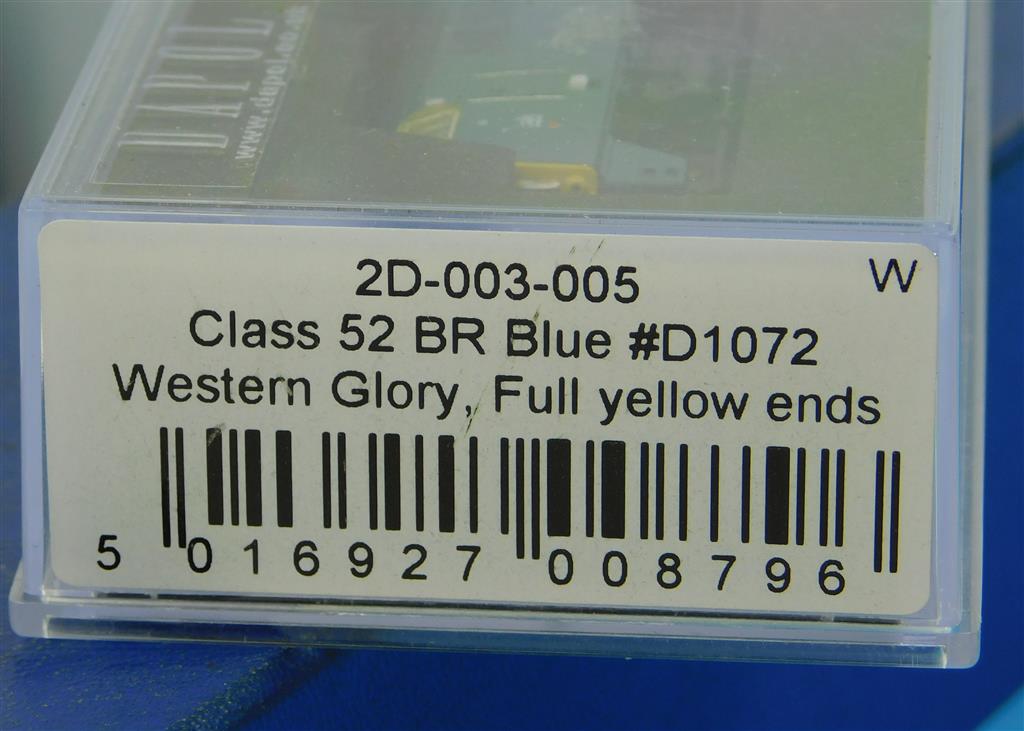 DAPOL
www.dapol.co.uk
2D-003-005
W
Class 52 BR Blue #D1072
Western Glory, Full yellow ends
5 016927 008796